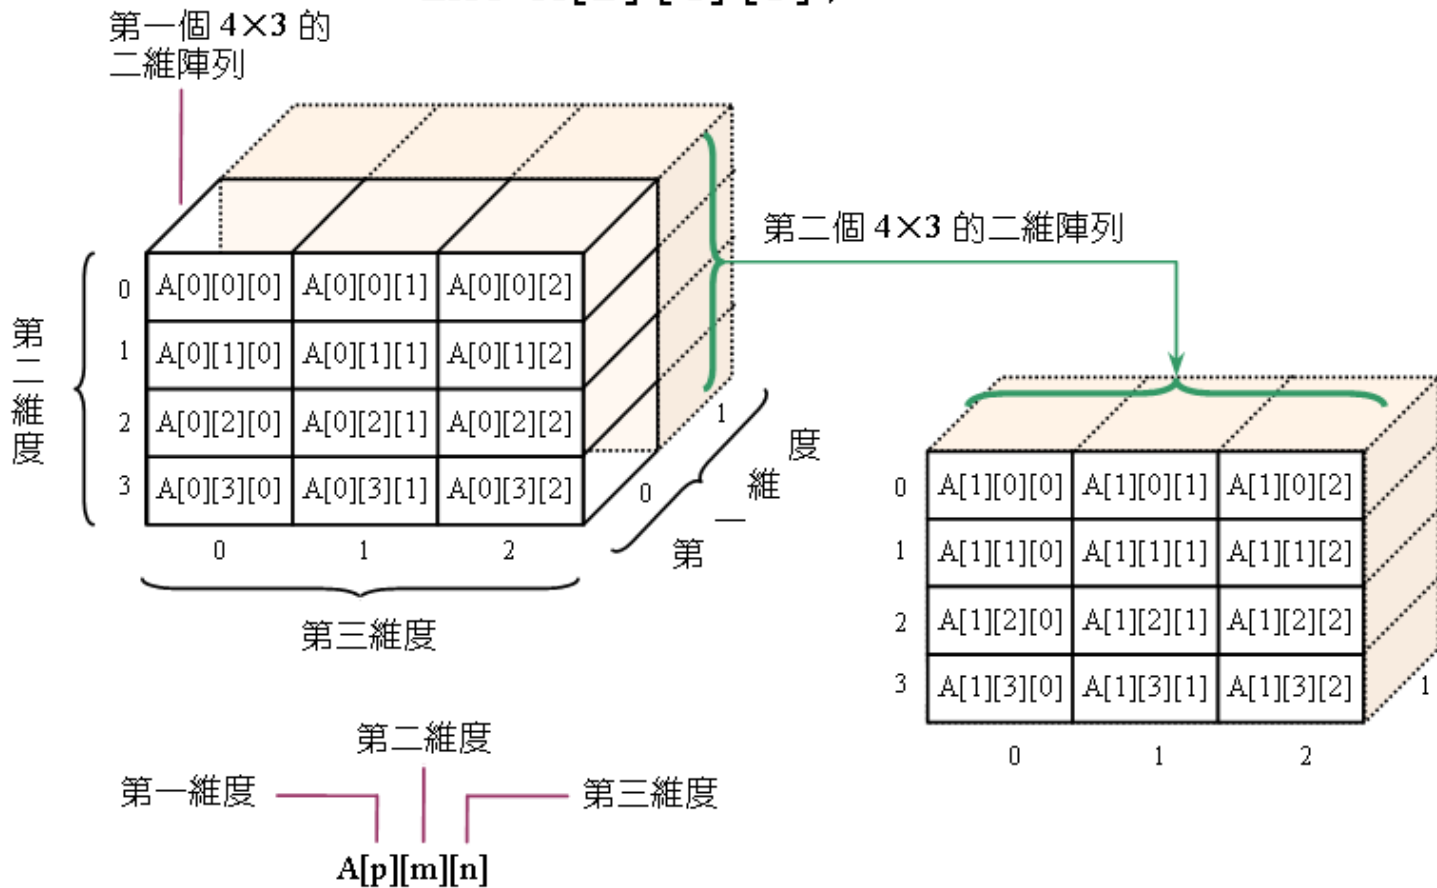 第一個 4×3 的
二維陣列
第二個 4×3 的二維陣列
第二維度
0 A[0][0][0] A[0][0][1] A[0][0][2]
1 A[0][1][0] A[0][1][1] A[0][1][2]
2 A[0][2][0] A[0][2][1] A[0][2][2]
3 A[0][3][0] A[0][3][1] A[0][3][2]
0 1 2
第三維度
0 1
第一維度
0 A[1][0][0] A[1][0][1] A[1][0][2]
1 A[1][1][0] A[1][1][1] A[1][1][2]
2 A[1][2][0] A[1][2][1] A[1][2][2]
3 A[1][3][0] A[1][3][1] A[1][3][2]
1
0 1 2
第二維度
第一維度
第三維度
A[p][m][n]